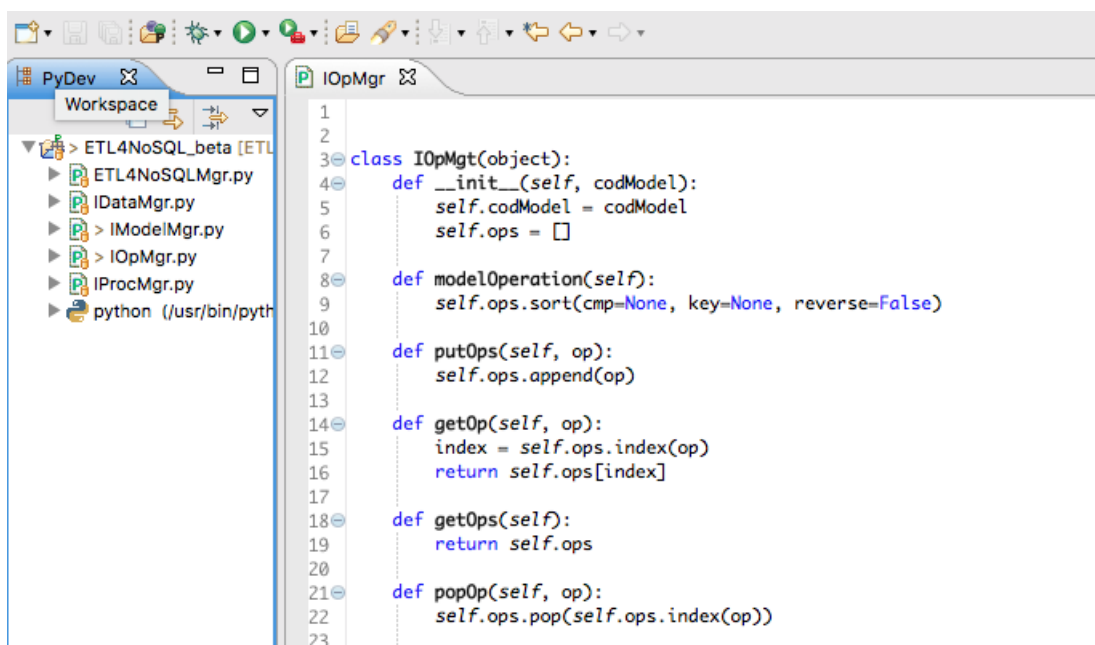 PyDev
IOpMgr
Workspace
> ETL4NoSQL_beta [ETL
ETL4NoSQLMgr.py
IDataMgr.py
> IModelMgr.py
> IOpMgr.py
IProcMgr.py
python (/usr/bin/pyth
1
2
3 class IOpMgt(object):
4 def __init__(self, codModel):
5 self.codModel = codModel
6 self.ops = []
7
8 def modelOperation(self):
9 self.ops.sort(cmp=None, key=None, reverse=False)
10
11 def putOps(self, op):
12 self.ops.append(op)
13
14 def getOp(self, op):
15 index = self.ops.index(op)
16 return self.ops[index]
17
18 def getOps(self):
19 return self.ops
20
21 def popOp(self, op):
22 self.ops.pop(self.ops.index(op))
23